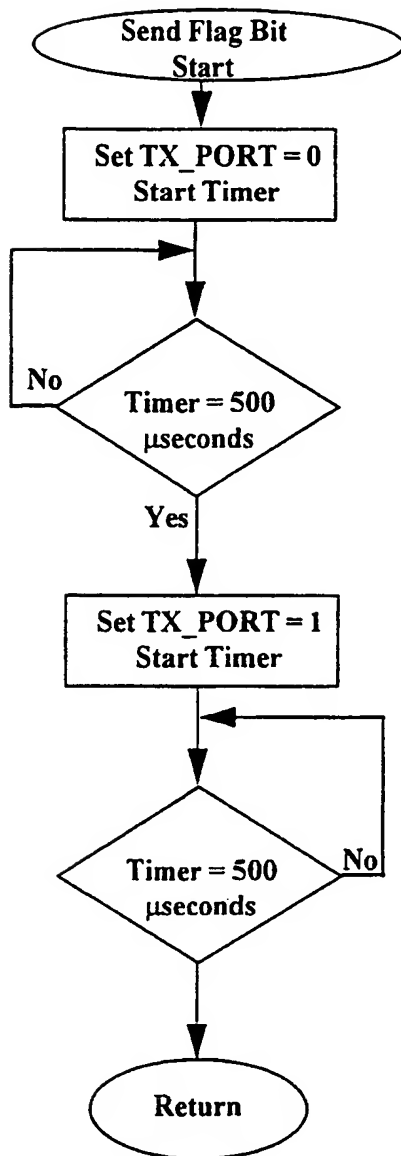 Send Flag Bit
Start
Set TX_PORT = 0
Start Timer
No
Timer = 500
μseconds
Yes
Set TX_PORT = 1
Start Timer
No
Timer = 500
μseconds
Return